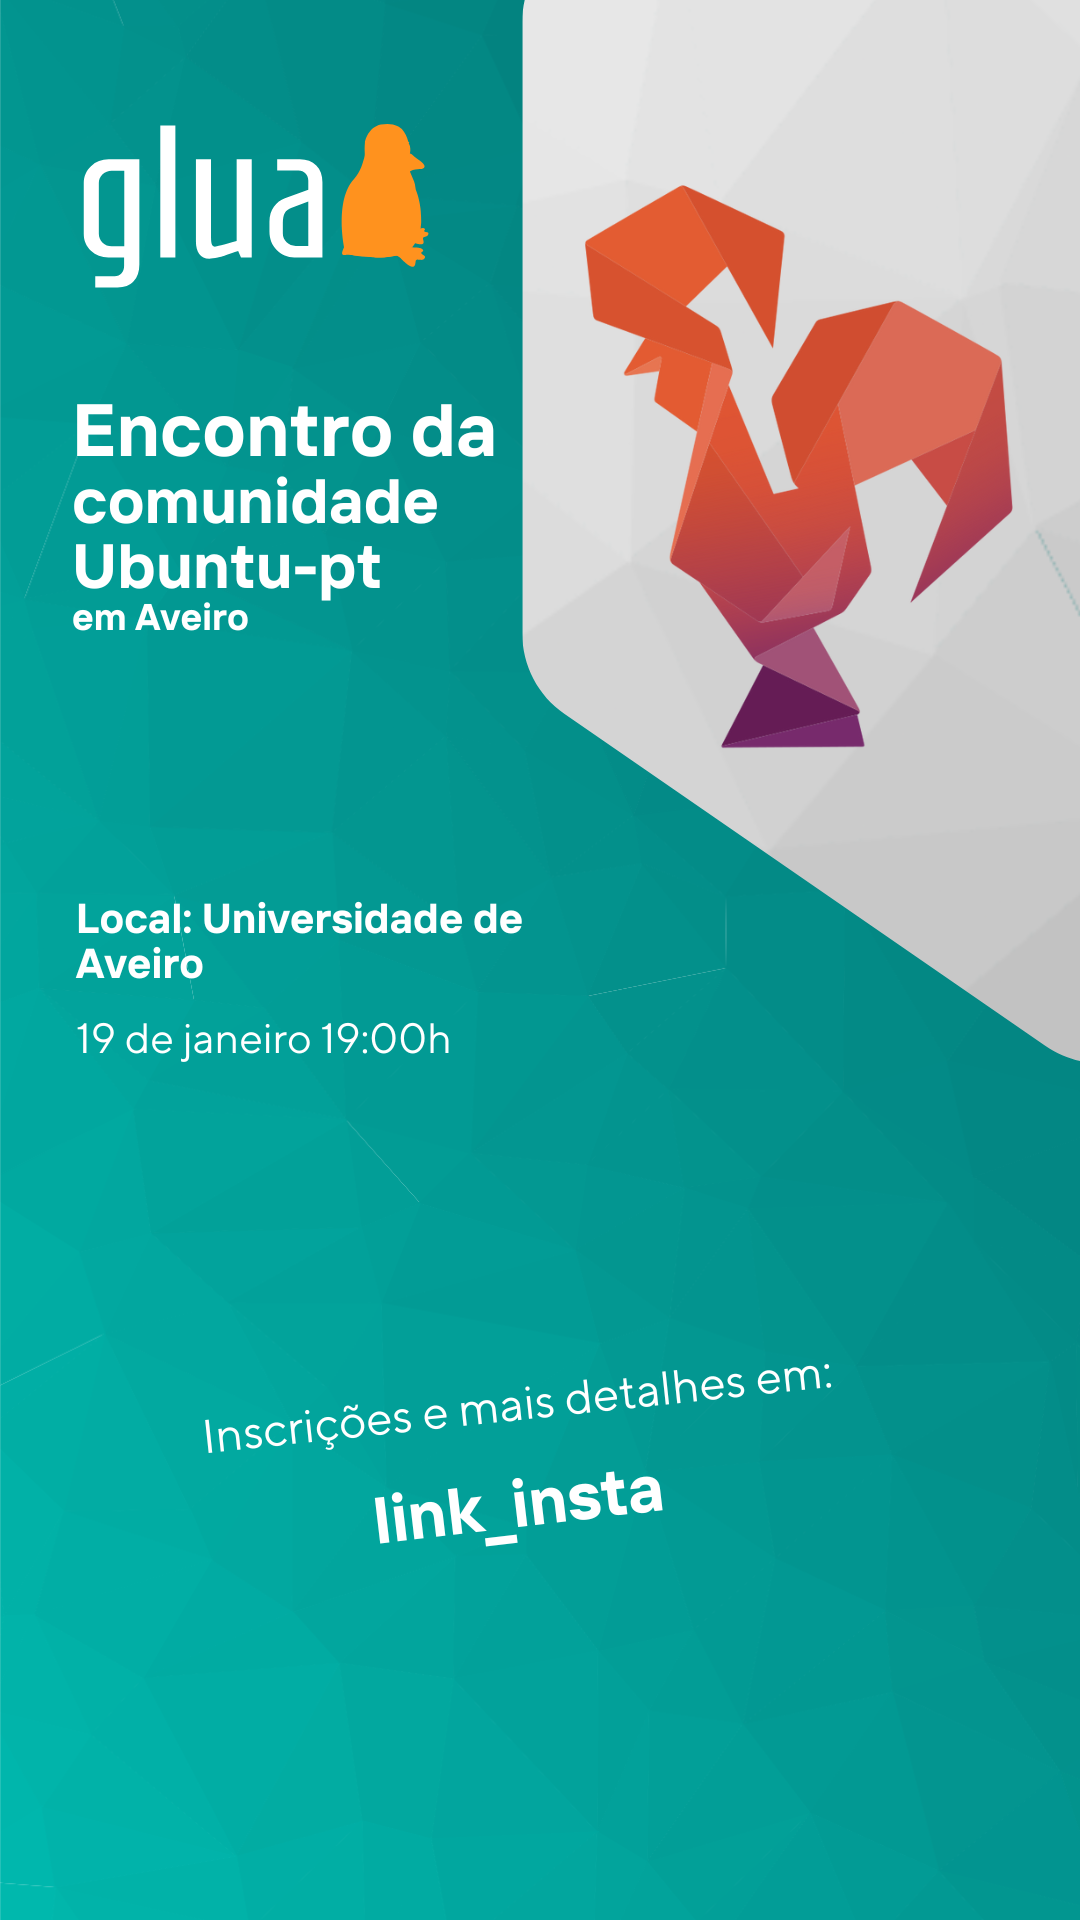 glua
Encontro da
comunidade
Ubuntu-pt
em Aveiro
Local: Universidade de
Aveiro
19 de janeiro 19:00h
Inscrições e mais detalhes em:
link_insta